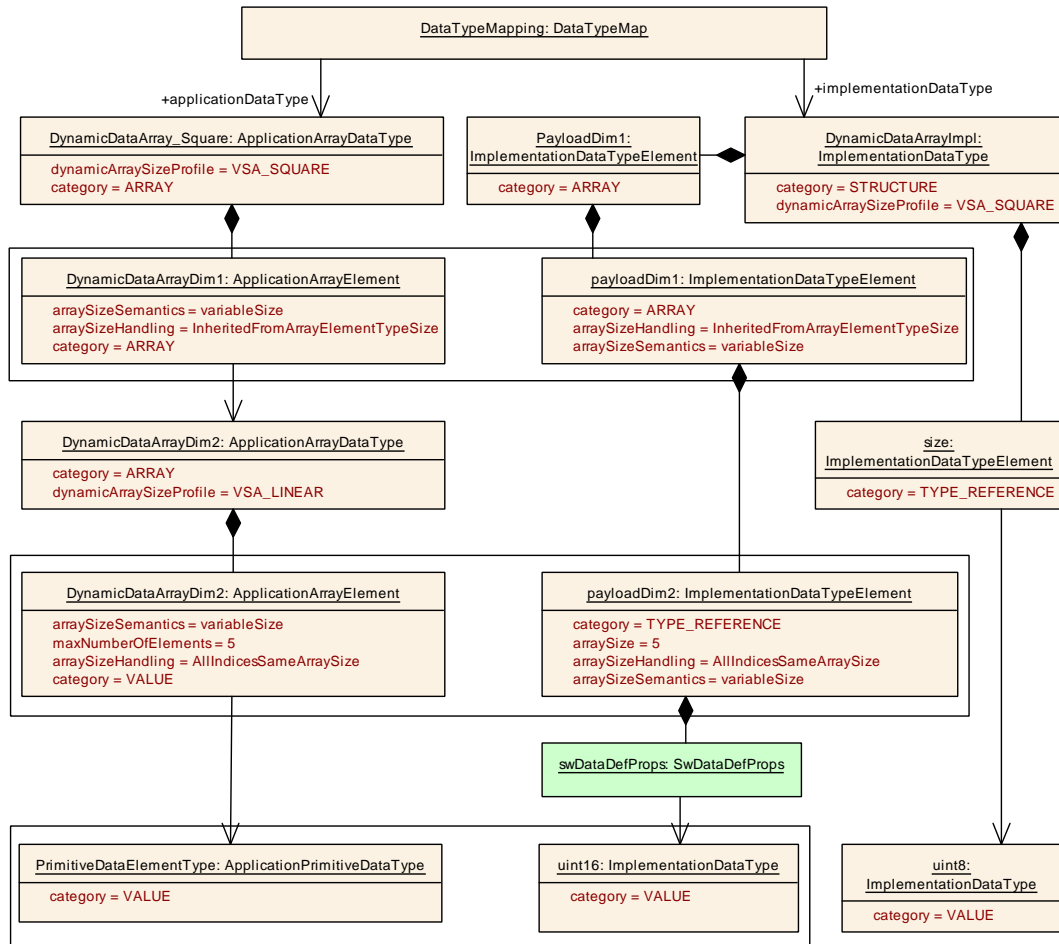 DataTypeMapping: DataTypeMap
+applicationDataType
+implementationDataType
DynamicDataArray_Square: ApplicationArrayDataType
dynamicArraySizeProfile = VSA_SQUARE
category = ARRAY
PayloadDim1:
ImplementationDataTypeElement
category = ARRAY
DynamicDataArrayImpl:
ImplementationDataType
category = STRUCTURE
dynamicArraySizeProfile = VSA_SQUARE
DynamicDataArrayDim1: ApplicationArrayElement
arraySizeSemantics = variableSize
arraySizeHandling = InheritedFromArrayElementTypeSize
category = ARRAY
payloadDim1: ImplementationDataTypeElement
category = ARRAY
arraySizeHandling = InheritedFromArrayElementTypeSize
arraySizeSemantics = variableSize
DynamicDataArrayDim2: ApplicationArrayDataType
category = ARRAY
dynamicArraySizeProfile = VSA_LINEAR
size:
ImplementationDataTypeElement
category = TYPE_REFERENCE
DynamicDataArrayDim2: ApplicationArrayElement
arraySizeSemantics = variableSize
maxNumberOfElements = 5
arraySizeHandling = AllIndicesSameArraySize
category = VALUE
payloadDim2: ImplementationDataTypeElement
category = TYPE_REFERENCE
arraySize = 5
arraySizeHandling = AllIndicesSameArraySize
arraySizeSemantics = variableSize
swDataDefProps: SwDataDefProps
PrimitiveDataElementType: ApplicationPrimitiveDataType
category = VALUE
uint16: ImplementationDataType
category = VALUE
uint8:
ImplementationDataType
category = VALUE